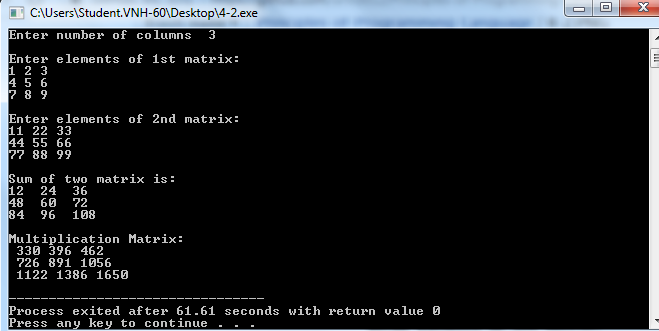 C:\Users\Student.VNH-60\Desktop\4-2.exe
Enter number of columns  3
Enter elements of 1st matrix:
1 2 3
4 5 6
7 8 9
Enter elements of 2nd matrix:
11 22 33
44 55 66
77 88 99
Sum of two matrix is:
12  24  36
48  60  72
84  96  108
Multiplication Matrix:
 330 396 462
 726 891 1056
 1122 1386 1650
--------------------------------
Process exited after 61.61 seconds with return value 0
Press any key to continue . . .